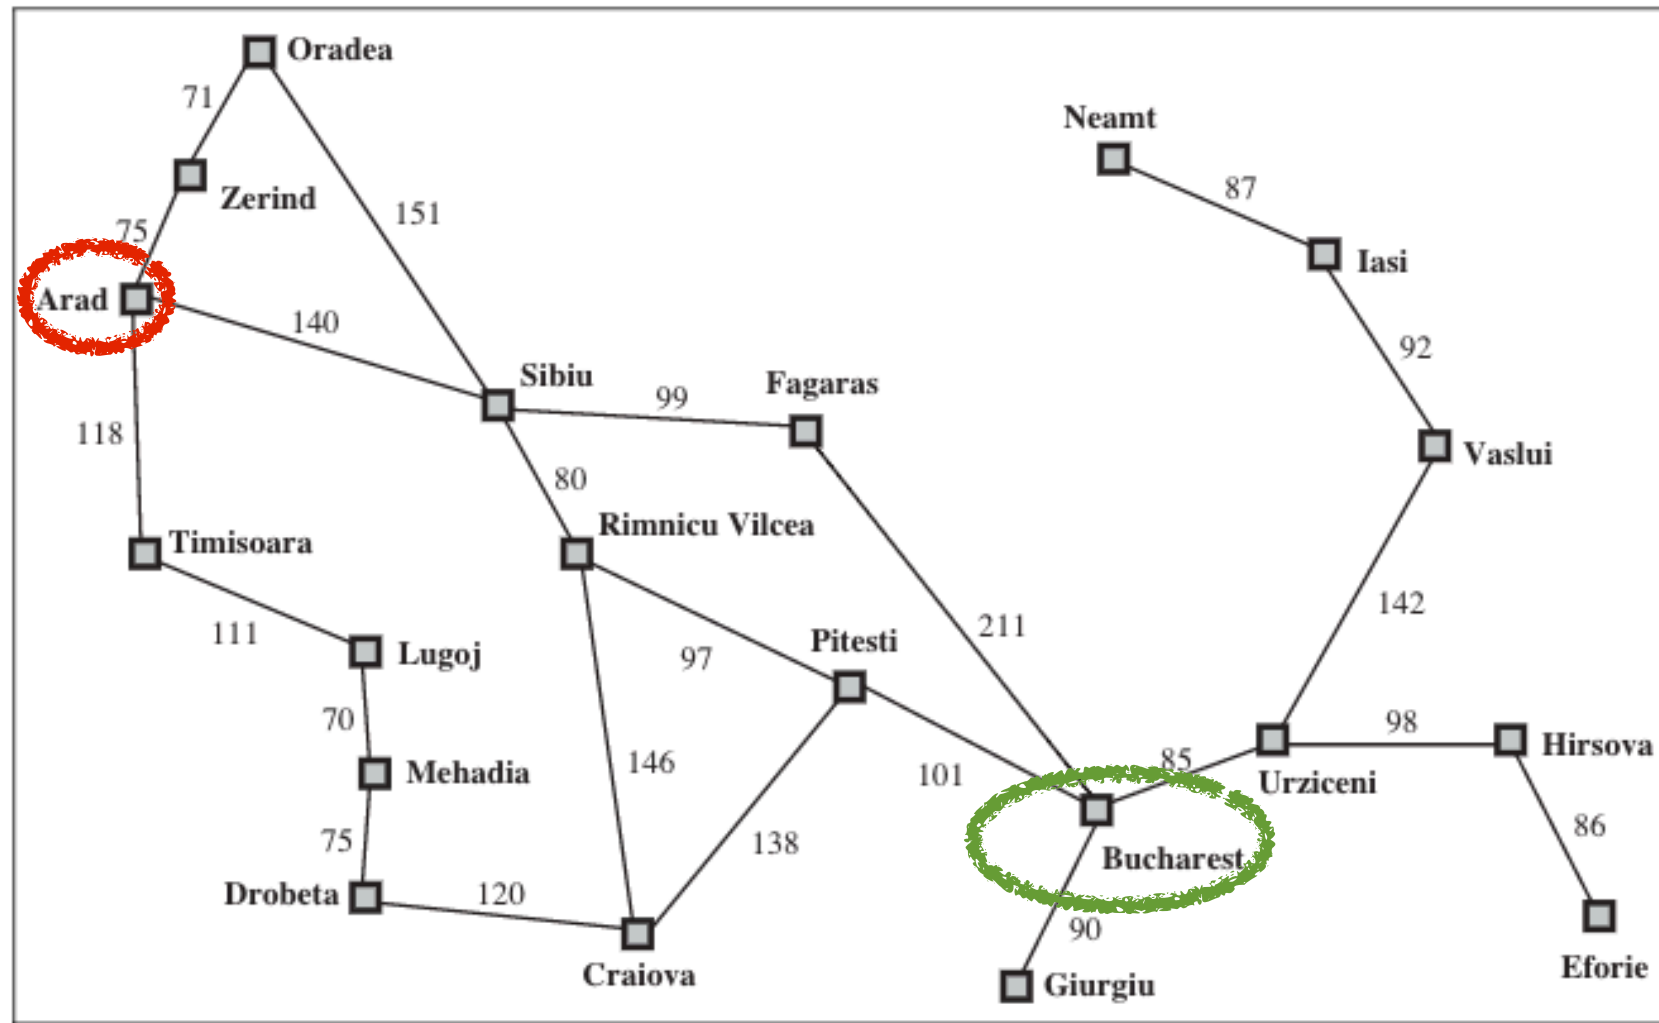 Oradea
71
Neamt
87
Zerind
151
75
Iasi
Arad
140
92
Sibiu
Fagaras
99
118
Vaslui
80
Rimnicu Vilcea
Timisoara
142
211
111
Pitesti
Lugoj
97
70
98
Hirsova
146
85
Mehadia
101
Urziceni
86
75
138
Bucharest
Drobeta
120
90
Eforie
Craiova
Giurgiu